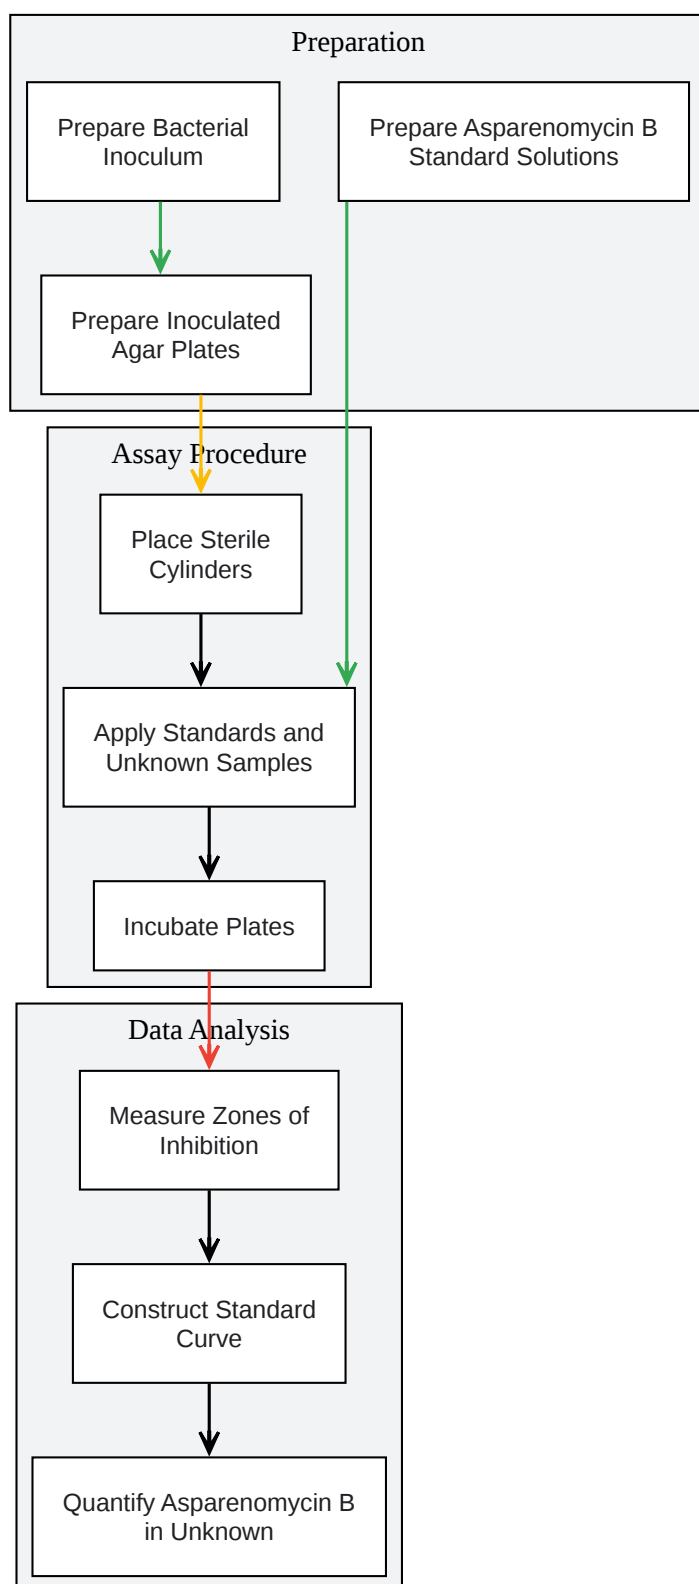 Preparation
Prepare Bacterial
Inoculum
Prepare Asparenomycin B
Standard Solutions
Prepare Inoculated
Agar Plates
Assay Procedure
Place Sterile
Cylinders
Apply Standards and
Unknown Samples
Incubate Plates
Data Analysis
Measure Zones of
Inhibition
Construct Standard
Curve
Quantify Asparenomycin B
in Unknown